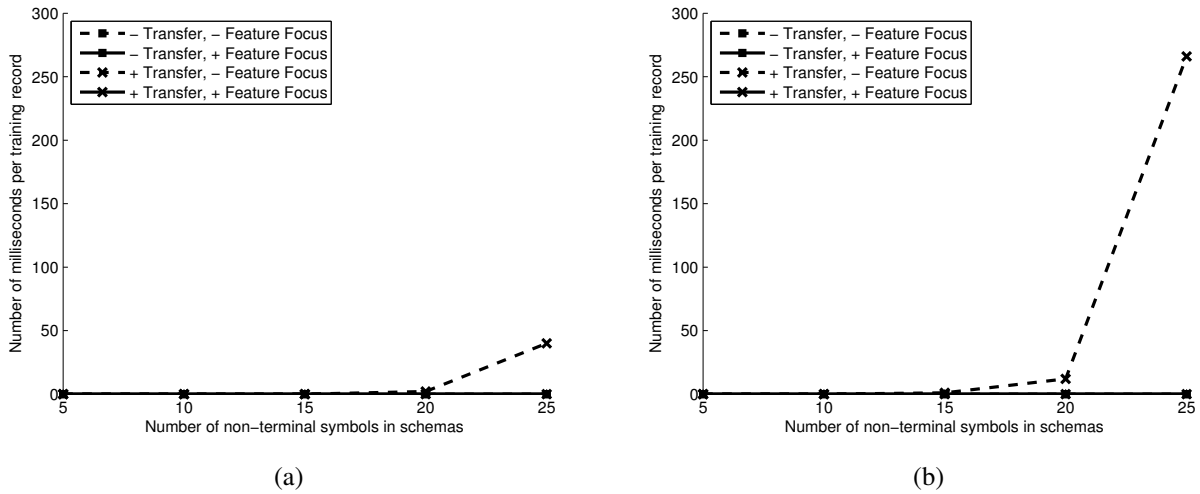 300
250
200
150
100
50
0
5 10 15 20 25
Number of milliseconds per training record
Number of non−terminal symbols in schemas
− Transfer, − Feature Focus
− Transfer, + Feature Focus
+ Transfer, − Feature Focus
+ Transfer, + Feature Focus
(a)
300
250
200
150
100
50
0
5 10 15 20 25
Number of milliseconds per training record
Number of non−terminal symbols in schemas
− Transfer, − Feature Focus
− Transfer, + Feature Focus
+ Transfer, − Feature Focus
+ Transfer, + Feature Focus
(b)